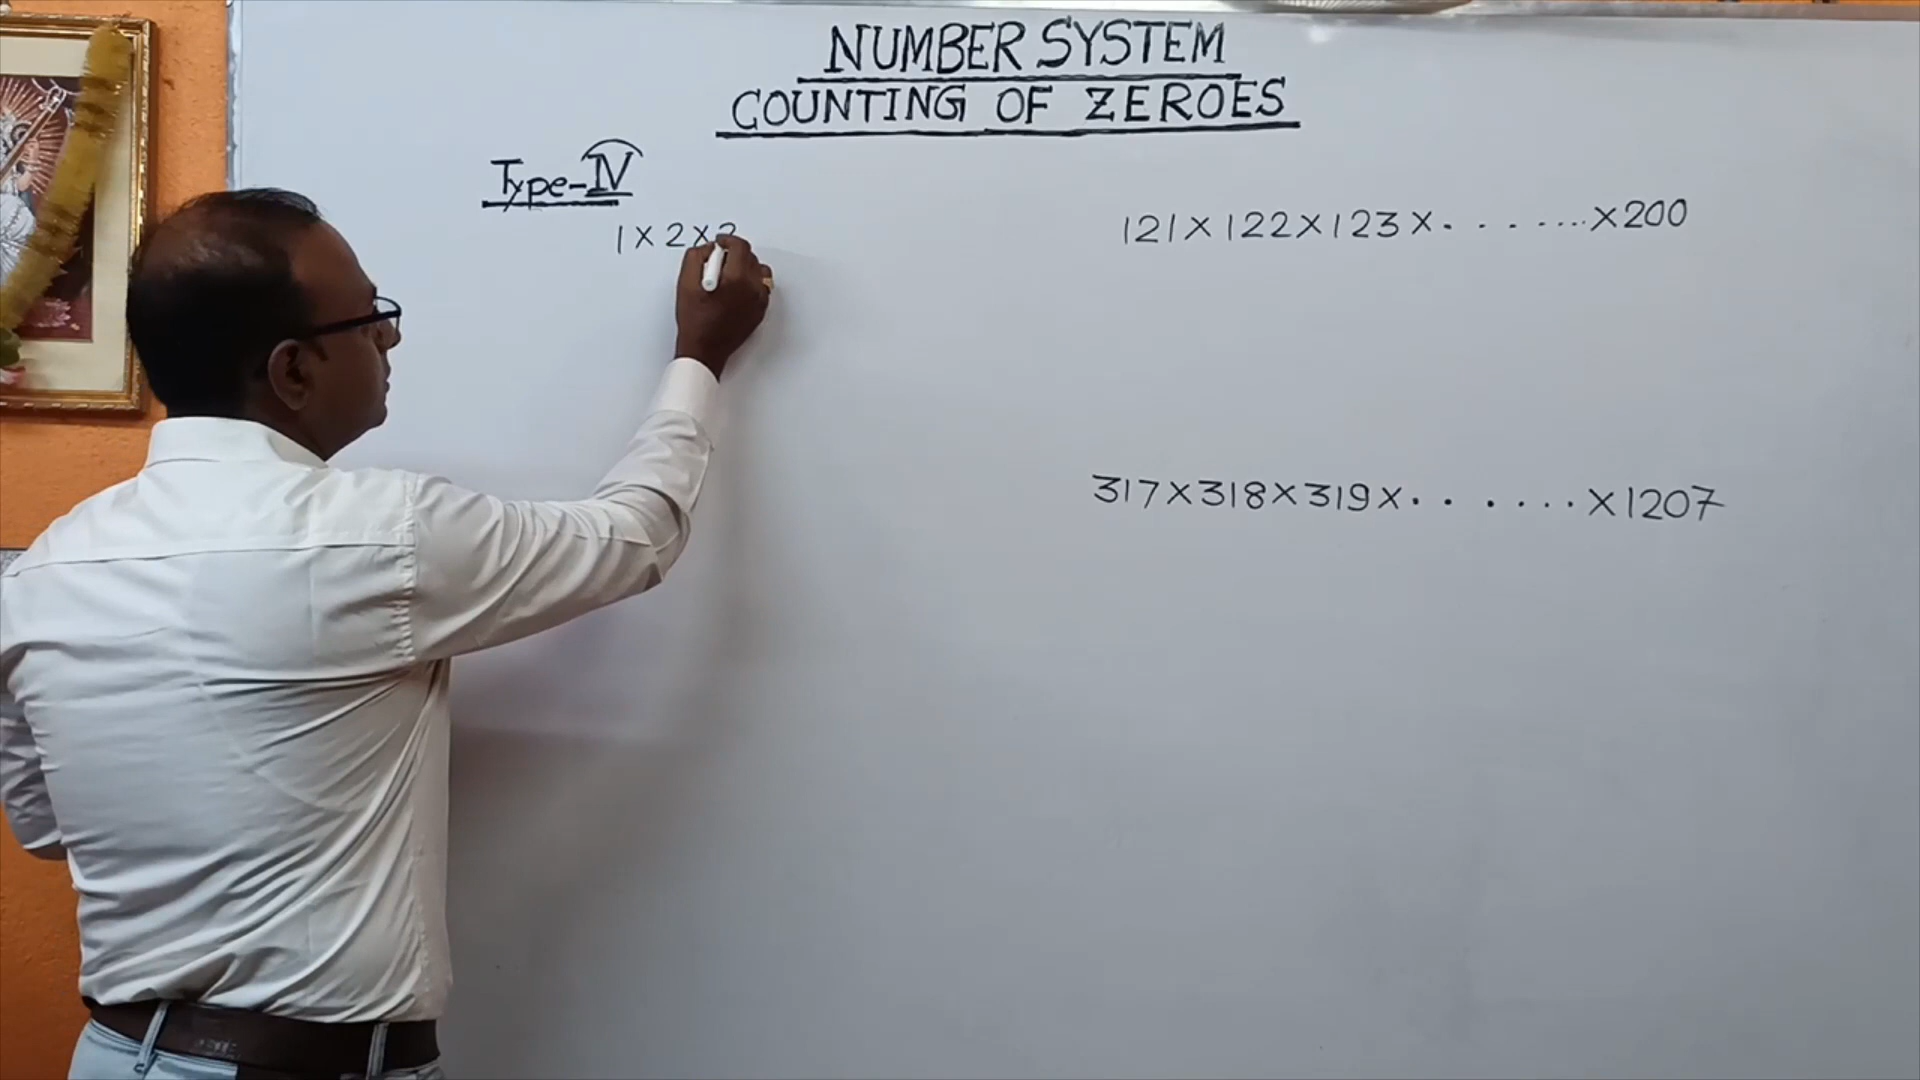 NUMBER SYSTEM
COUNTING OF ZEROES
Type-IV
1×2×
121×122×123×.......×200
317×318×319×.......×1207